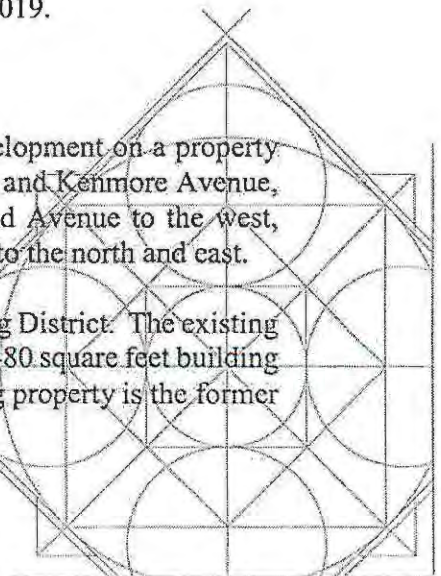 019.
elopment on a property
and Kenmore Avenue,
d Avenue to the west,
to the north and east.
g District. The existing
80 square feet building
g property is the former